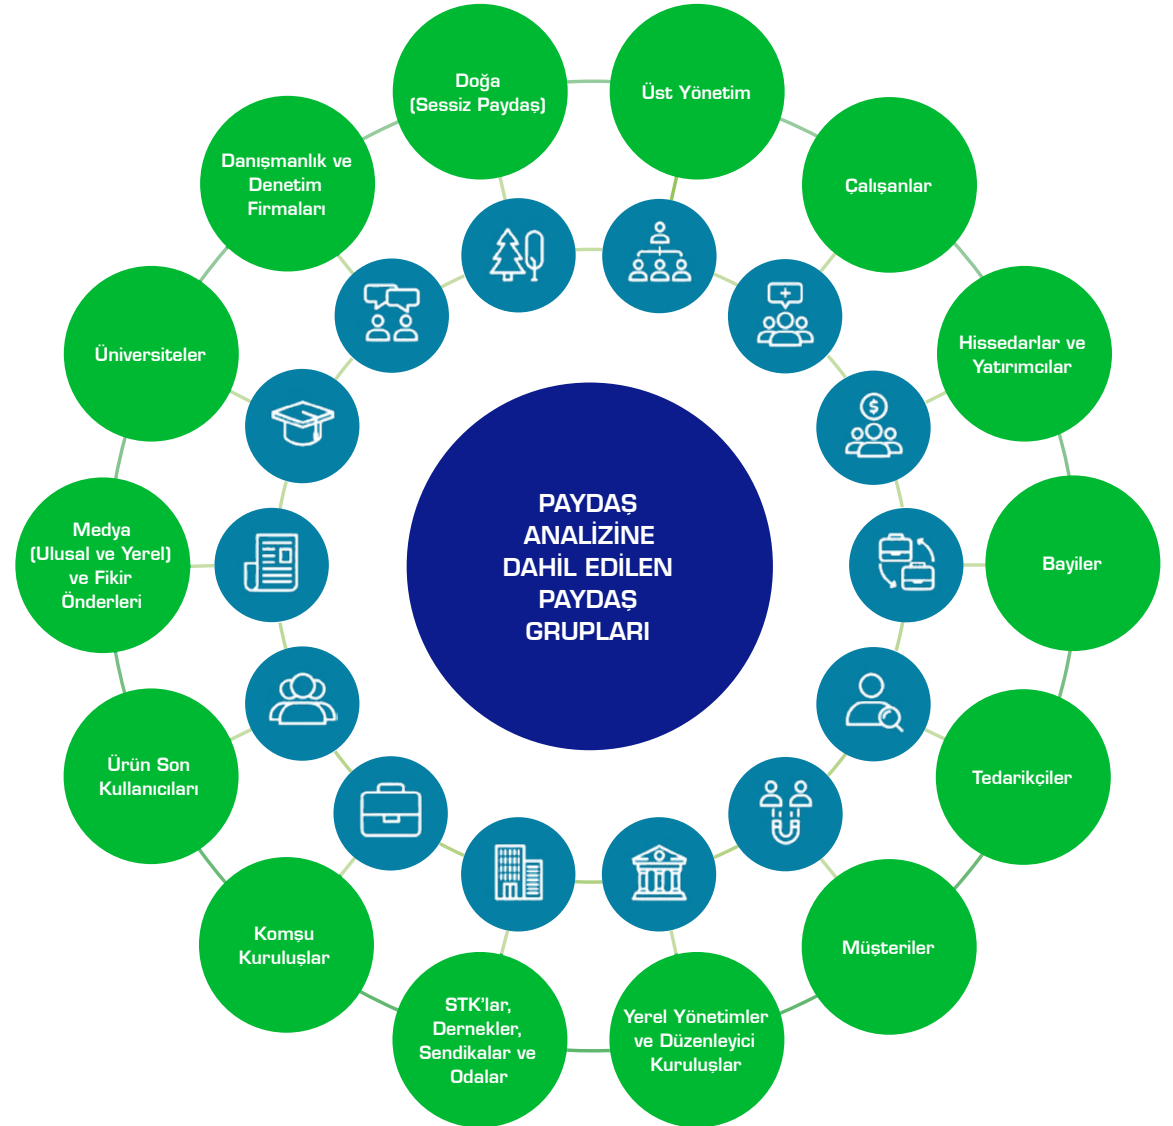 Doğa
(Sessiz Paydaş)
Üst Yönetim
Danışmanlık ve
Denetim
Firmaları
Çalışanlar
Üniversiteler
Hissedarlar ve
Yatırımcılar
PAYDAŞ
ANALİZİNE
DAHİL EDİLEN
PAYDAŞ
GRUPLARI
Medya
(Ulusal ve Yerel)
ve Fikir
Önderleri
Bayiler
Ürün Son
Kullanıcıları
Tedarikçiler
Komşu
Kuruluşlar
Müşteriler
STK'lar,
Dernekler,
Sendikalar ve
Odalar
Yerel Yönetimler
ve Düzenleyici
Kuruluşlar